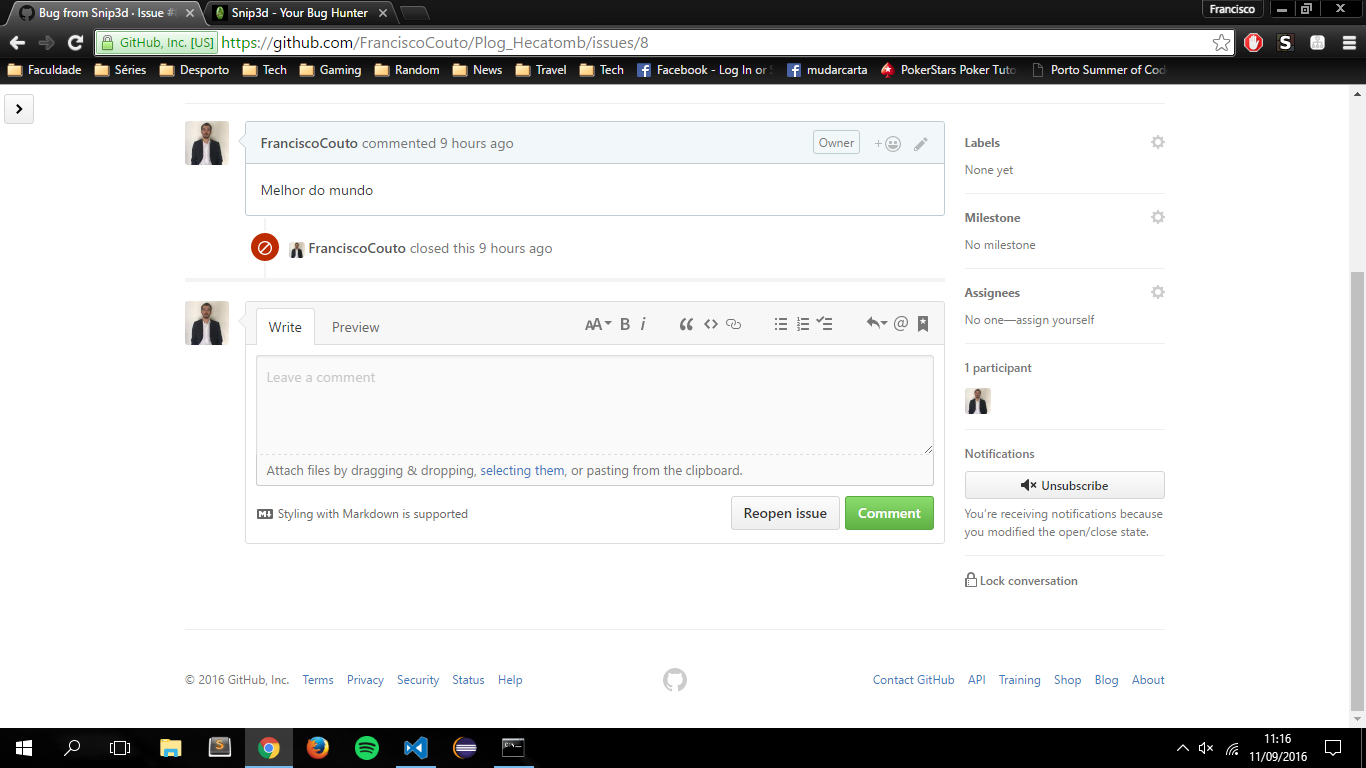 Bug from Snip3d · Issue #
Snip3d - Your Bug Hunter
Francisco
GitHub, Inc. [US]
https://github.com/FranciscoCouto/Plog_Hecatomb/issues/8
Faculdade
Séries
Desporto
Tech
Gaming
Random
News
Travel
Tech
Facebook - Log In or
mudarcarta
PokerStars Poker Tuto
Porto Summer of Cod
FranciscoCouto commented 9 hours ago
Owner
Melhor do mundo
FranciscoCouto closed this 9 hours ago
Write
Preview
AA B i
Leave a comment
Attach files by dragging & dropping, selecting them, or pasting from the clipboard.
Styling with Markdown is supported
Reopen issue
Comment
Labels
None yet
Milestone
No milestone
Assignees
No one—assign yourself
1 participant
Notifications
Unsubscribe
You’re receiving notifications because
you modified the open/close state.
Lock conversation
© 2016 GitHub, Inc.
Terms
Privacy
Security
Status
Help
Contact GitHub
API
Training
Shop
Blog
About
11:16
11/09/2016